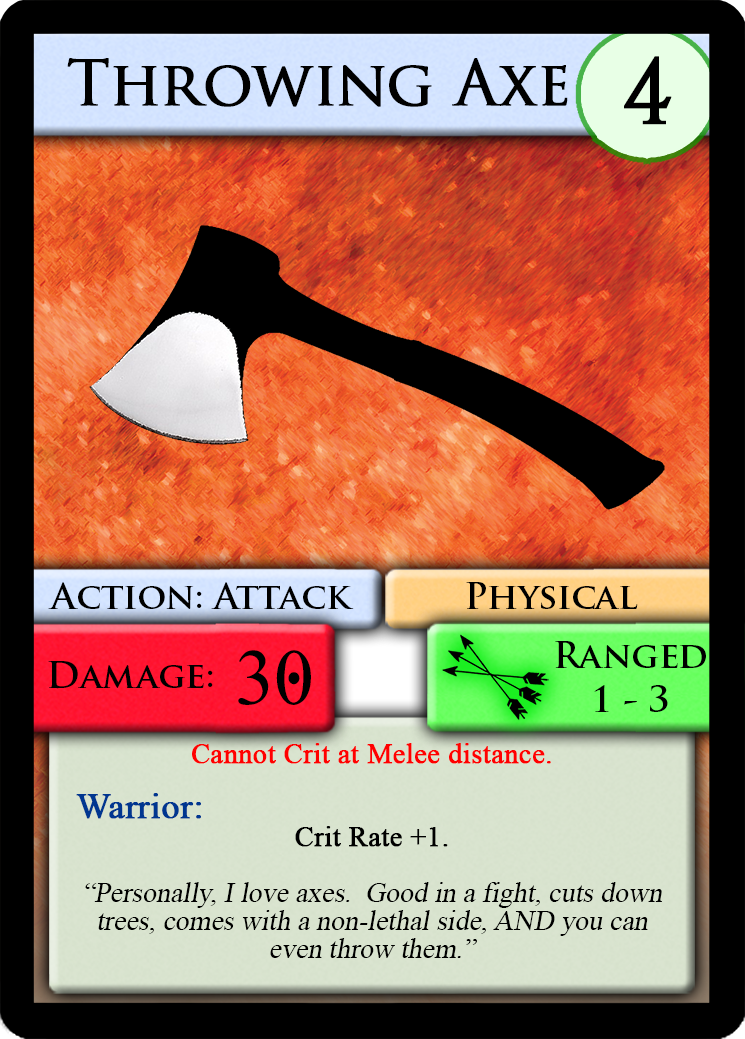 Throwing Axe 4
Action: Attack
Physical
Damage: 30
Ranged
1 - 3
Cannot Crit at Melee distance.
Warrior:
Crit Rate +1.
“Personally, I love axes.  Good in a fight, cuts down
trees, comes with a non-lethal side, AND you can
even throw them.”